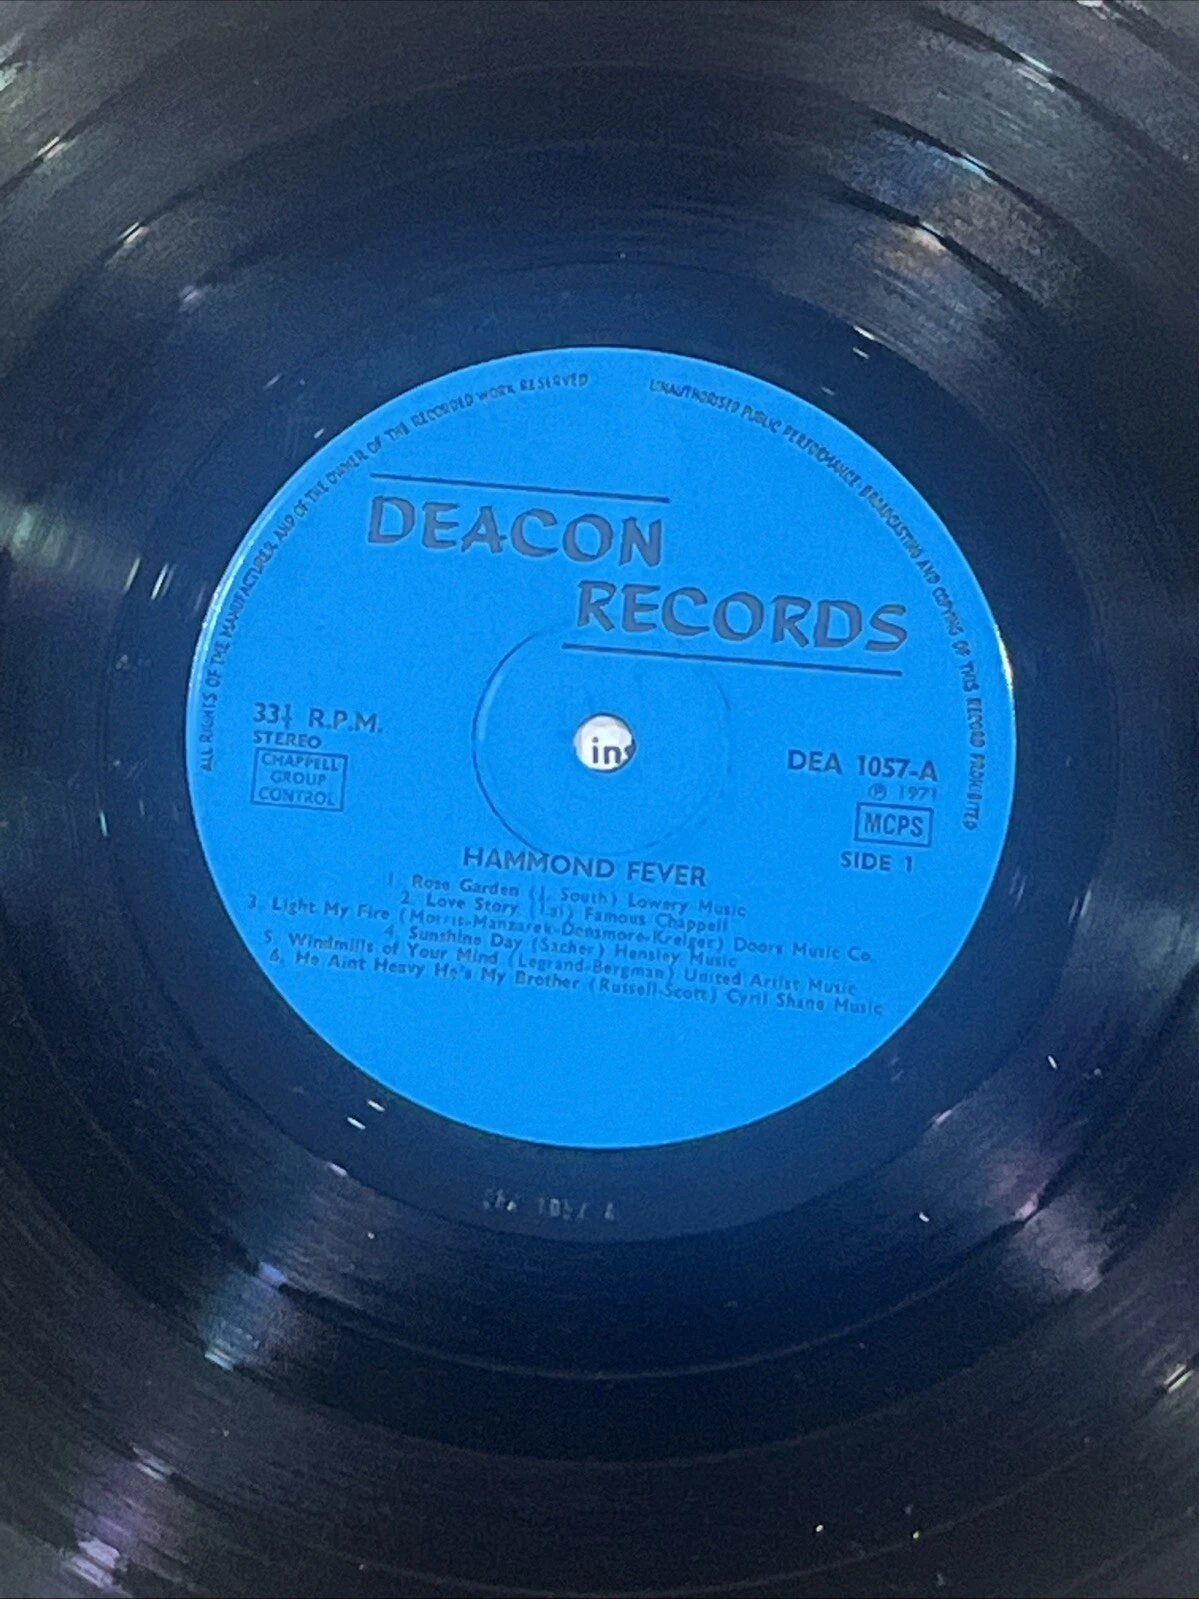 ALL RIGHTS OF THE MANUFACTURER AND OF THE OWNER OF THE RECORDED WORK RESERVED
UNAUTHORISED PUBLIC PERFORMANCE BROADCASTING AND COPYING OF THIS RECORD PROHIBITED
DEACON
RECORDS
33⅓ R.P.M.
STEREO
CHAPPELL
GROUP
CONTROL
ins
DEA 1057-A
℗ 1971
MCPS
SIDE 1
HAMMOND FEVER
1. Rose Garden (J. South) Lowery Music
2. Love Story (Lai) Famous Chappell
3. Light My Fire (Morris-Manzarek-Densmore-Kreiger) Doors Music Co.
4. Sunshine Day (Sacher) Hensley Music
5. Windmills of Your Mind (Legrand-Bergman) United Artist Music
6. He Aint Heavy He's My Brother (Russell-Scott) Cyril Shane Music